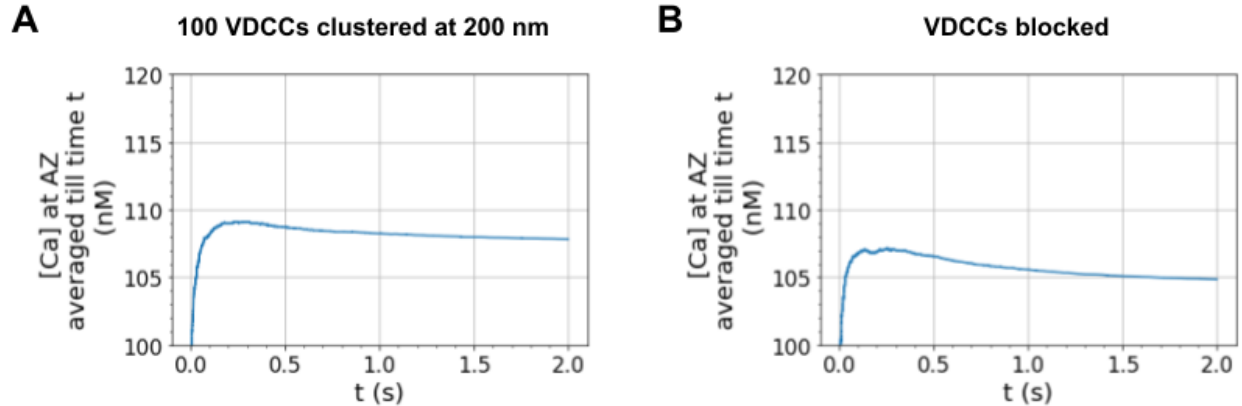 A
100 VDCCs clustered at 200 nm
[Ca] at AZ
averaged till time t
(nM)
120
115
110
105
100
0.0 0.5 1.0 1.5 2.0
t (s)
B
VDCCs blocked
[Ca] at AZ
averaged till time t
(nM)
120
115
110
105
100
0.0 0.5 1.0 1.5 2.0
t (s)